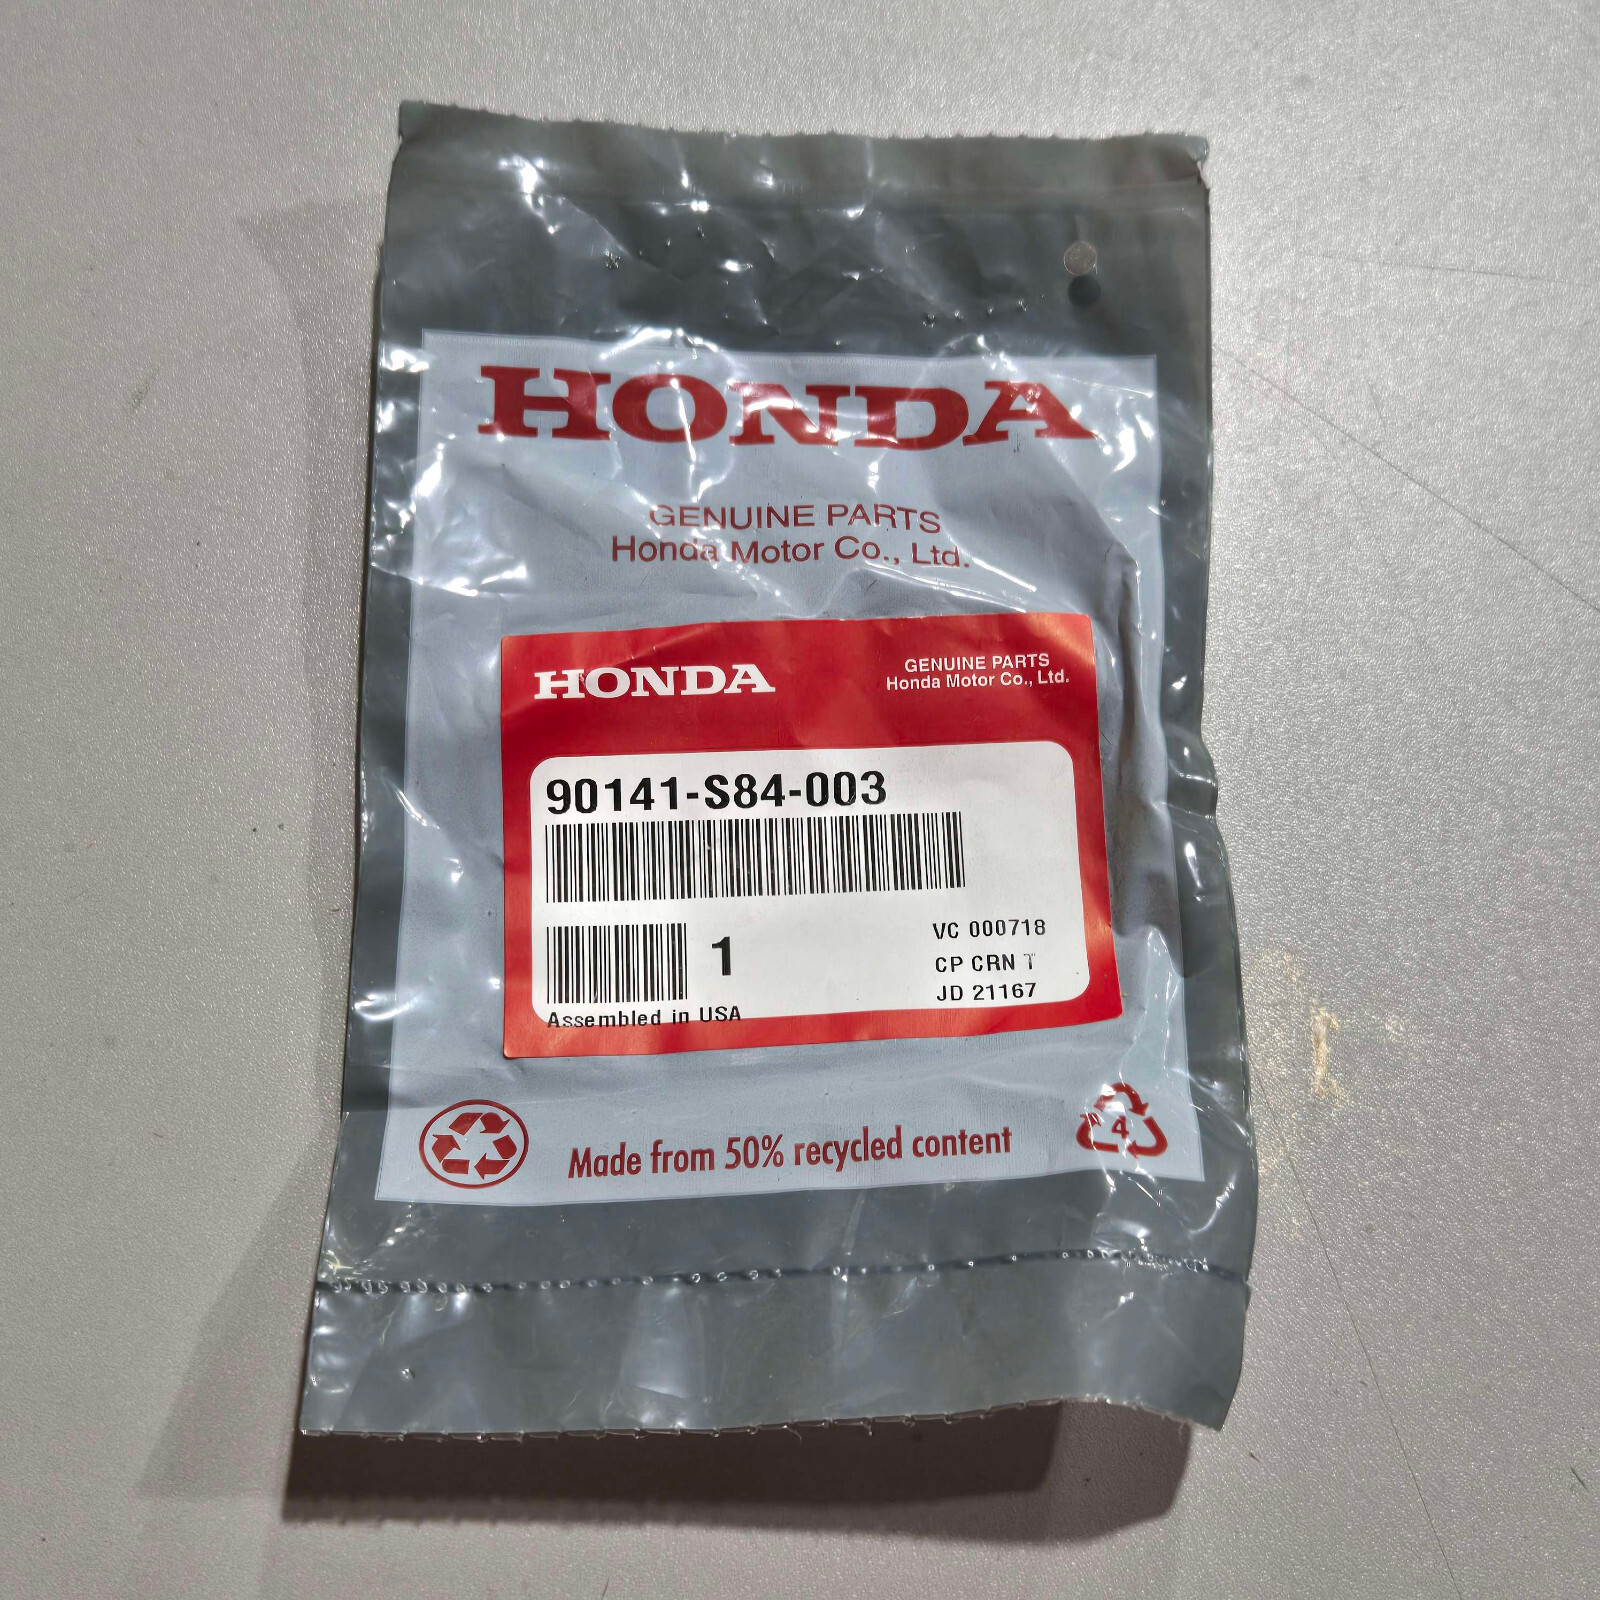 HONDA
GENUINE PARTS
Honda Motor Co., Ltd.
HONDA
GENUINE PARTS
Honda Motor Co., Ltd.
90141-S84-003
1
VC 000718
CP CRN T
JD 21167
Assembled in USA
Made from 50% recycled content
4